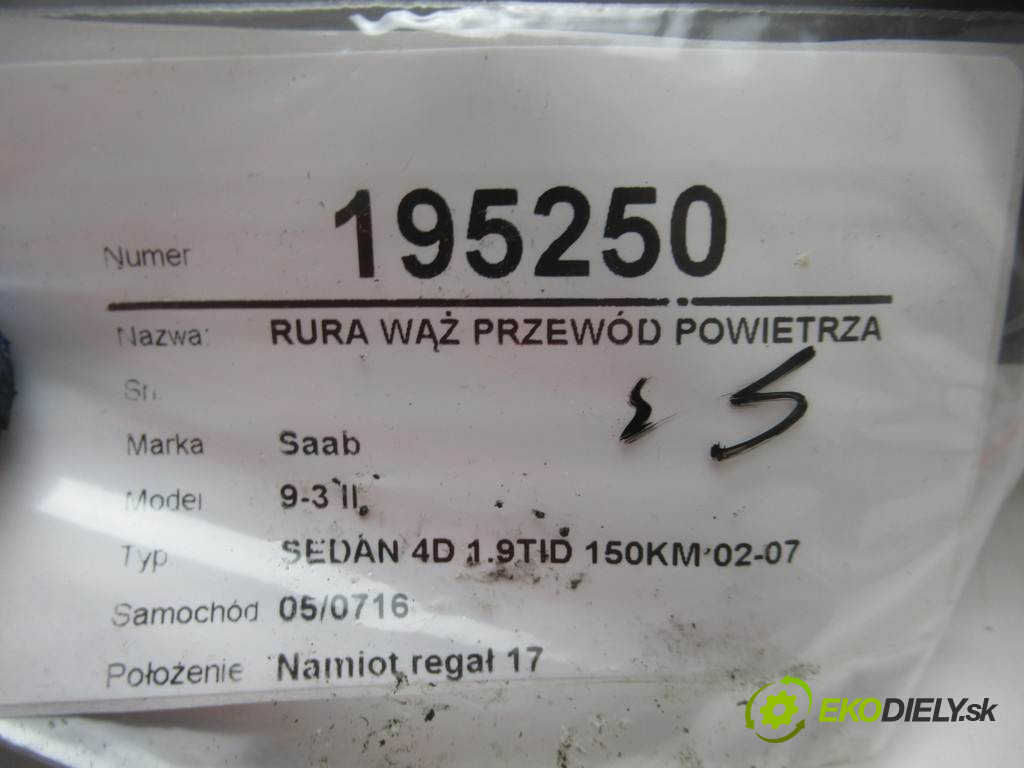 Numer 195250
Nazwa: RURA WĄŻ PRZEWÓD POWIETRZA
Sn
Marka Saab
Model 9-3 II
Typ SEDAN 4D 1.9TID 150KM 02-07
Samochód 05/0716
Położenie Namiot regał 17
EKODIELY.sk